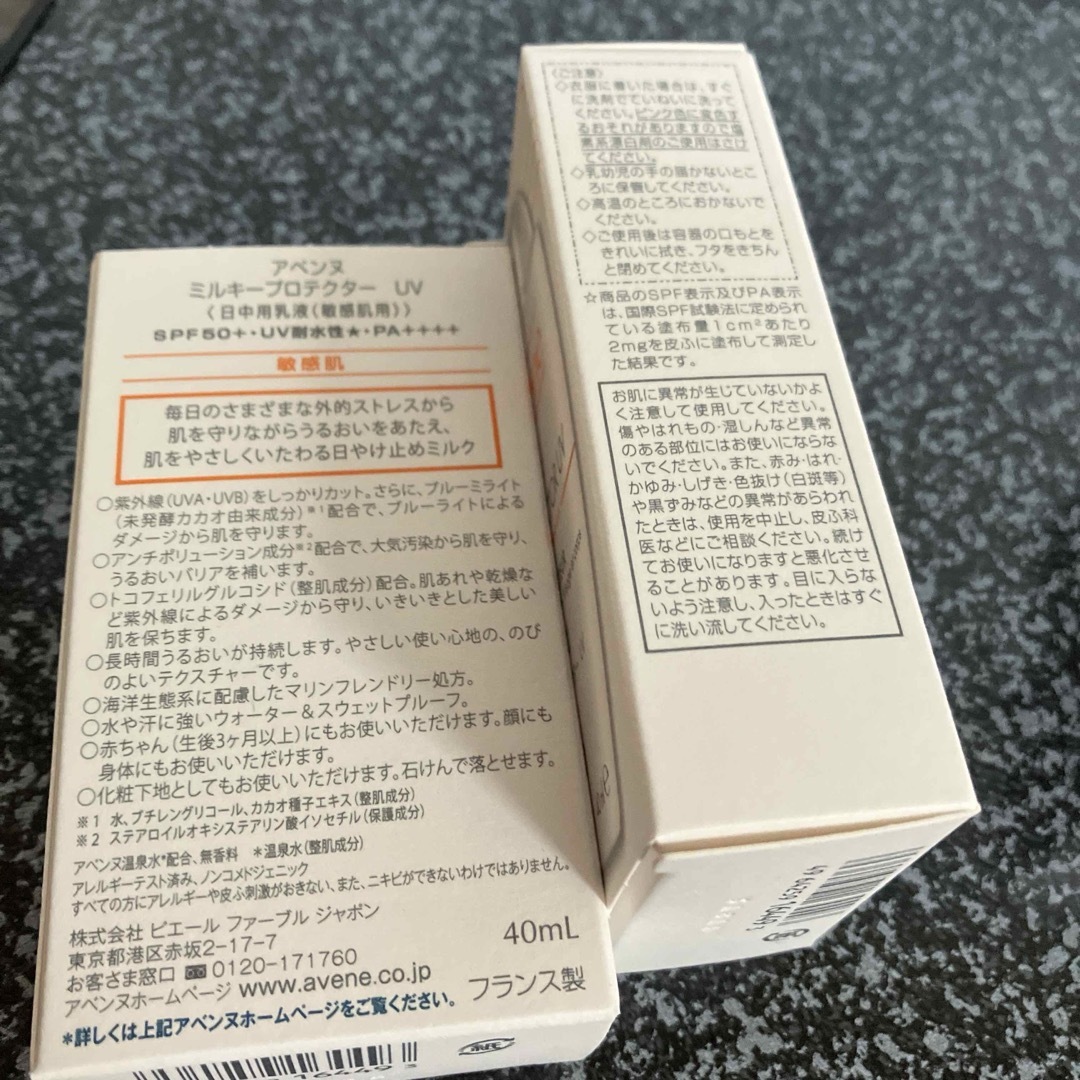 アベンヌ
ミルキープロテクター UV
〈日中用乳液(敏感肌用)〉
SPF50+・UV耐水性★・PA++++
敏感肌
毎日のさまざまな外的ストレスから
肌を守りながらうるおいをあたえ、
肌をやさしくいたわる日やけ止めミルク
○紫外線(UVA・UVB)をしっかりカット。さらに、ブルーミライト
(未発酵カカオ由来成分)※1配合で、ブルーライトによる
ダメージから肌を守ります。
○アンチポリューション成分※2配合で、大気汚染から肌を守り、
うるおいバリアを補います。
○トコフェリルグルコシド(整肌成分)配合。肌あれや乾燥な
ど紫外線によるダメージから守り、いきいきとした美しい
肌を保ちます。
○長時間うるおいが持続します。やさしい使い心地の、のび
のよいテクスチャーです。
○海洋生態系に配慮したマリンフレンドリー処方。
○水や汗に強いウォーター&スウェットプルーフ。
○赤ちゃん(生後3ヶ月以上)にもお使いいただけます。顔にも
身体にもお使いいただけます。
○化粧下地としてもお使いいただけます。石けんで落とせます。
※1 水、ブチレングリコール、カカオ種子エキス(整肌成分)
※2 ステアロイルオキシステアリン酸イソセチル(保護成分)
アベンヌ温泉水*配合、無香料 *温泉水(整肌成分)
アレルギーテスト済み、ノンコメドジェニック
すべての方にアレルギーや皮ふ刺激がおきない、また、ニキビができないわけではありません。
株式会社 ピエール ファーブル ジャポン
東京都港区赤坂2-17-7
お客さま窓口 0120-171760
アベンヌホームページ www.avene.co.jp
*詳しくは上記アベンヌホームページをご覧ください。
40mL
フランス製
紙
〈ご注意〉
◇衣服に着いた場合は、すぐ
に洗剤でていねいに洗って
ください。ピンク色に変色す
るおそれがありますので塩
素系漂白剤のご使用はさけ
てください。
◇乳幼児の手の届かないとこ
ろに保管してください。
◇高温のところにおかないで
ください。
◇ご使用後は容器の口もとを
きれいに拭き、フタをきちん
と閉めてください。
☆商品のSPF表示及びPA表示
は、国際SPF試験法に定められ
ている塗布量1cm²あたり
2mgを皮ふに塗布して測定し
た結果です。
お肌に異常が生じていないかよ
く注意して使用してください。
傷やはれもの・湿しんなど異常
のある部位にはお使いにならな
いでください。また、赤み・はれ・
かゆみ・しげき・色抜け(白斑等)
や黒ずみなどの異常があらわれ
たときは、使用を中止し、皮ふ科
医などにご相談ください。続け
てお使いになりますと悪化させ
ることがあります。目に入らな
いよう注意し、入ったときはすぐ
に洗い流してください。